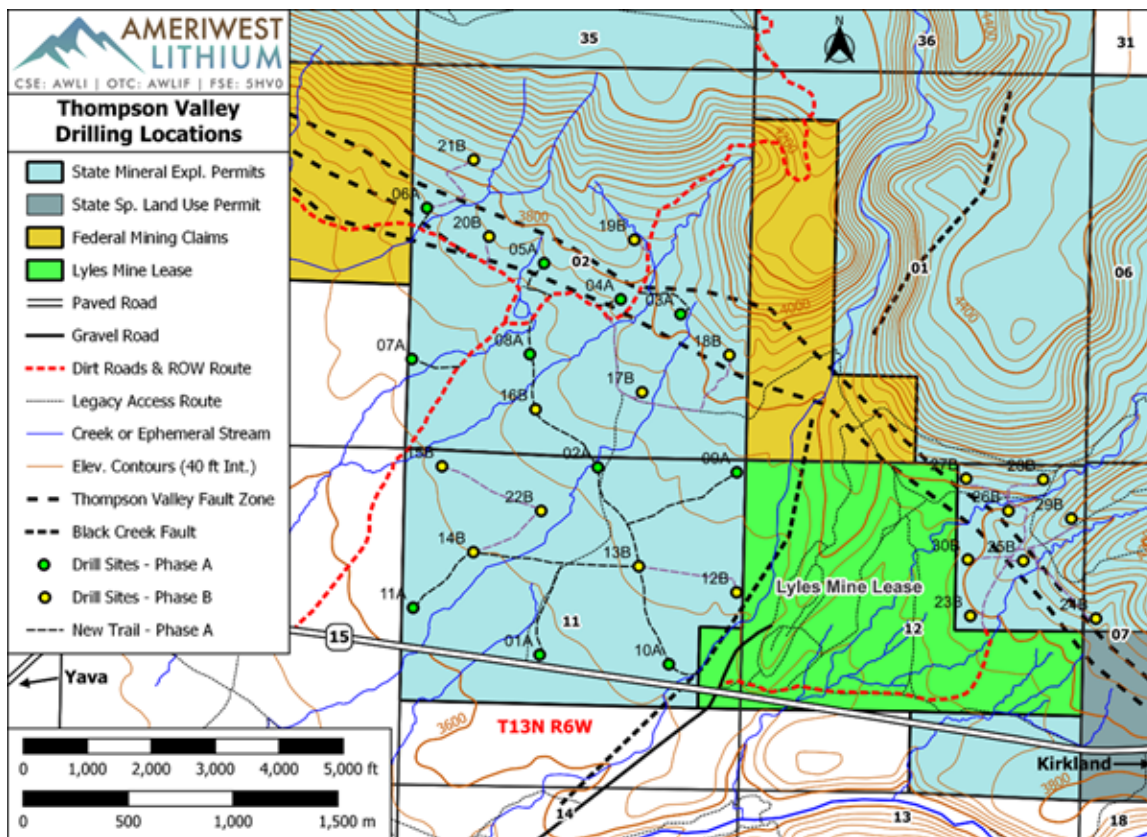 AMERIWEST
LITHIUM
CSE: AWLI | OTC: AWLIF | FSE: 5HV0
Thompson Valley
Drilling Locations
State Mineral Expl. Permits
State Sp. Land Use Permit
Federal Mining Claims
Lyles Mine Lease
Paved Road
Gravel Road
Dirt Roads & ROW Route
Legacy Access Route
Creek or Ephemeral Stream
Elev. Contours (40 ft Int.)
Thompson Valley Fault Zone
Black Creek Fault
Drill Sites - Phase A
Drill Sites - Phase B
New Trail - Phase A
Yava
0 1,000 2,000 3,000 4,000 5,000 ft
0 500 1,000 1,500 m
N
35
36
31
4400
4200
21B
06A
20B
3800
19B
05A
02
01
06
04A
03A
4000
4400
07A
08A
18B
16B
17B
15B
02A
09A
27B
28B
22B
26B
29B
14B
13B
30B
25B
12B
Lyles Mine Lease
11A
23B
24B
11
12
07
15
01A
10A
3600
T13N R6W
Kirkland
3800
14
13
18